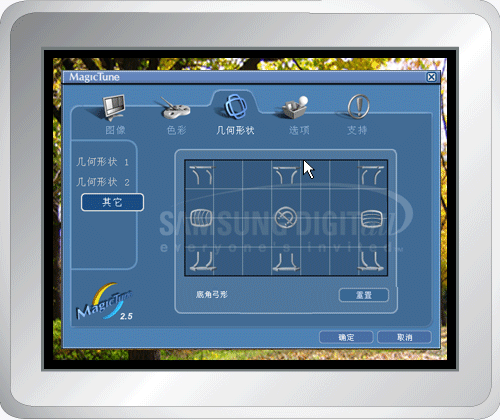 MagicTune
图像 色彩 几何形状 选项 支持
几何形状 1
几何形状 2
其它
SAMSUNG DIGITall
everyone's invited™
底角弓形 重置
MagicTune
2.5
确定 取消